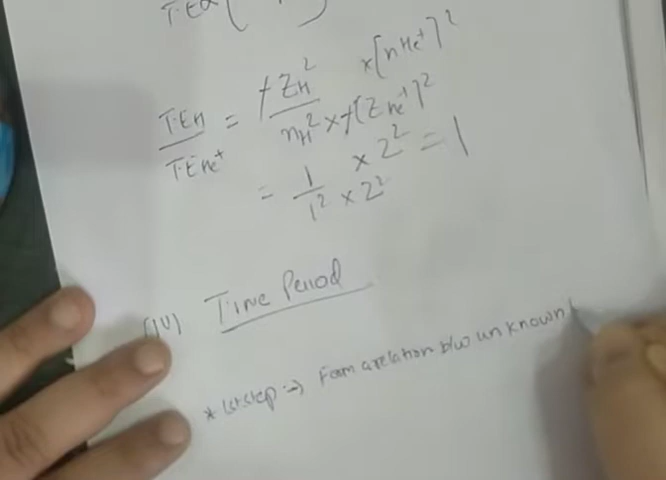 T.E α (
T.EH / T.EHe⁺ = + ZH² × [nHe⁺]² / nH² × + [ZHe⁺]²
= 1 × 2² / 1² × 2² = 1
(IV) Time Period
* 1st step → Form a relation b/w unknown